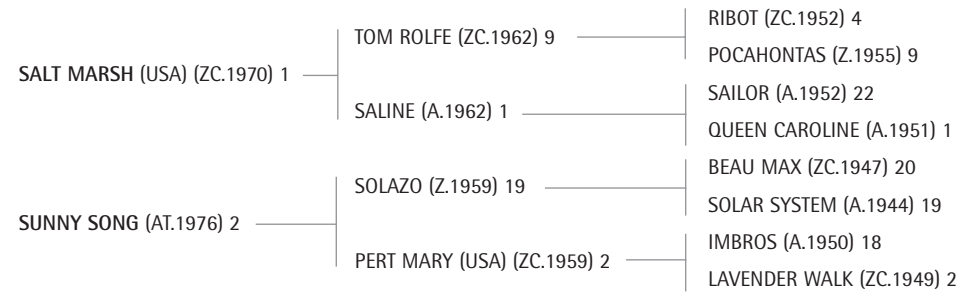 RIBOT (ZC.1952) 4
TOM ROLFE (ZC.1962) 9
POCAHONTAS (Z.1955) 9
SALT MARSH (USA) (ZC.1970) 1
SAILOR (A.1952) 22
SALINE (A.1962) 1
QUEEN CAROLINE (A.1951) 1
BEAU MAX (ZC.1947) 20
SOLAZO (Z.1959) 19
SOLAR SYSTEM (A.1944) 19
SUNNY SONG (AT.1976) 2
IMBROS (A.1950) 18
PERT MARY (USA) (ZC.1959) 2
LAVENDER WALK (ZC.1949) 2